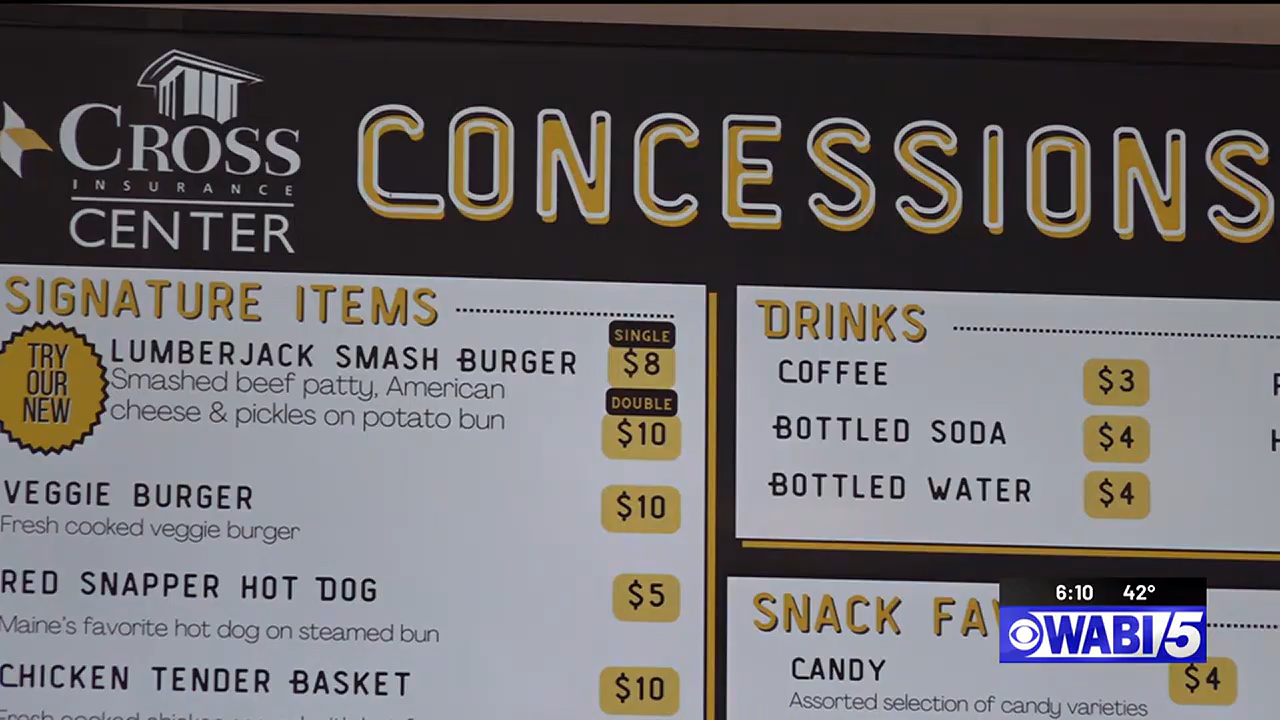 CROSS
INSURANCE
CENTER
CONCESSIONS
SIGNATURE ITEMS
TRY
OUR
NEW
LUMBERJACK SMASH BURGER
Smashed beef patty, American
cheese & pickles on potato bun
SINGLE
$8
DOUBLE
$10
VEGGIE BURGER $10
Fresh cooked veggie burger
RED SNAPPER HOT DOG $5
Maine's favorite hot dog on steamed bun
CHICKEN TENDER BASKET $10
DRINKS
COFFEE $3
BOTTLED SODA $4
BOTTLED WATER $4
SNACK
CANDY $4
Assorted selection of candy varieties
6:10 42°
WABI 5